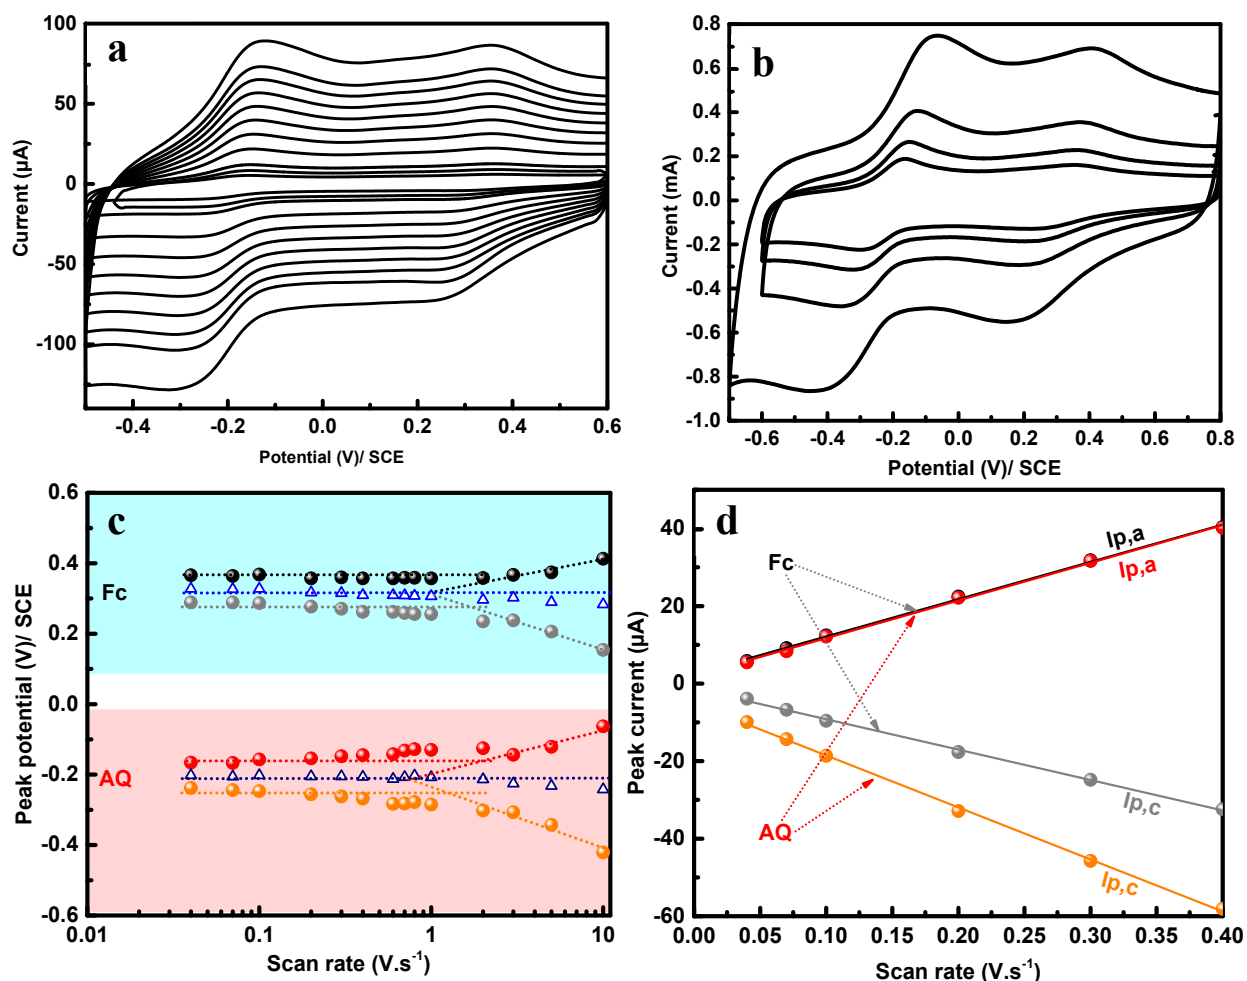 a
100
50
0
-50
-100
Current (µA)
-0.4
-0.2
0.0
0.2
0.4
0.6
Potential (V)/ SCE
b
0.8
0.6
0.4
0.2
0.0
-0.2
-0.4
-0.6
-0.8
-1.0
Current (mA)
-0.6
-0.4
-0.2
0.0
0.2
0.4
0.6
0.8
Potential (V)/ SCE
c
0.6
0.4
0.2
0.0
-0.2
-0.4
-0.6
Peak potential (V)/ SCE
Fc
AQ
0.01
0.1
1
10
Scan rate (V.s-1)
d
40
20
0
-20
-40
-60
Peak current (µA)
Fc
AQ
Ip,a
Ip,a
Ip,c
Ip,c
0.00
0.05
0.10
0.15
0.20
0.25
0.30
0.35
0.40
Scan rate (V.s-1)